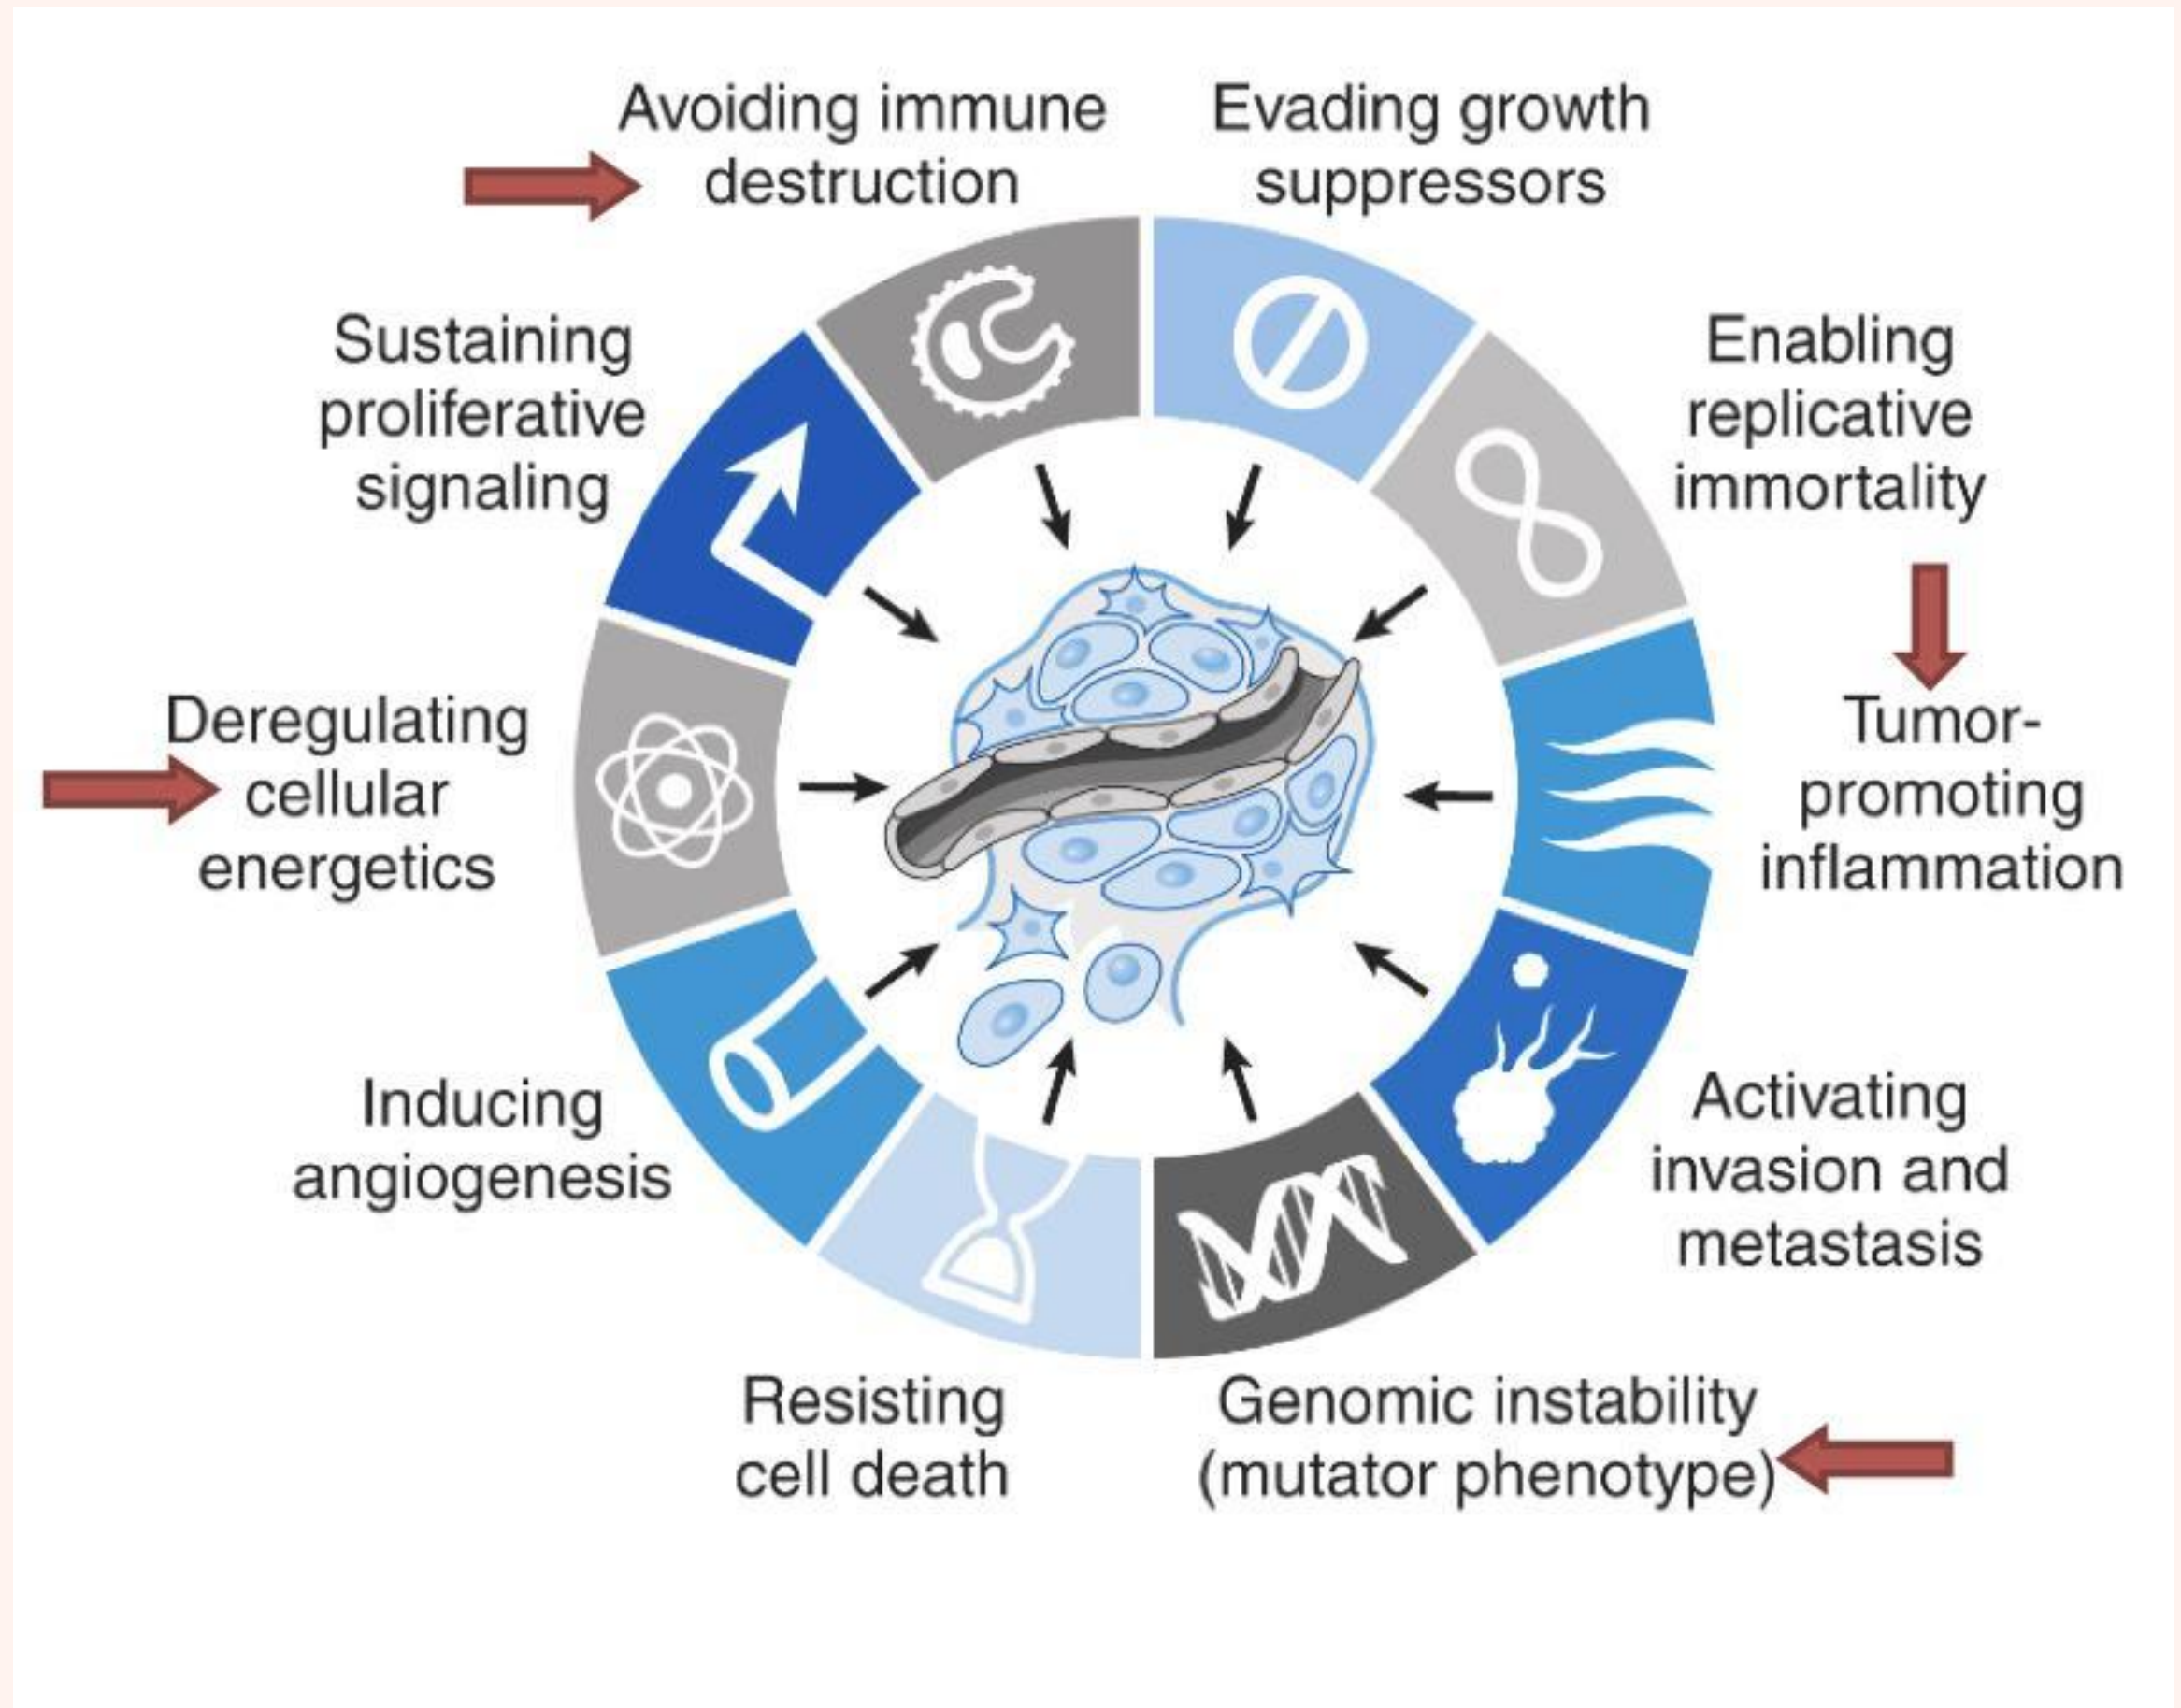 Avoiding immune
destruction
Evading growth
suppressors
Sustaining
proliferative
signaling
Enabling
replicative
immortality
Deregulating
cellular
energetics
Tumor-
promoting
inflammation
Inducing
angiogenesis
Activating
invasion and
metastasis
Resisting
cell death
Genomic instability
(mutator phenotype)